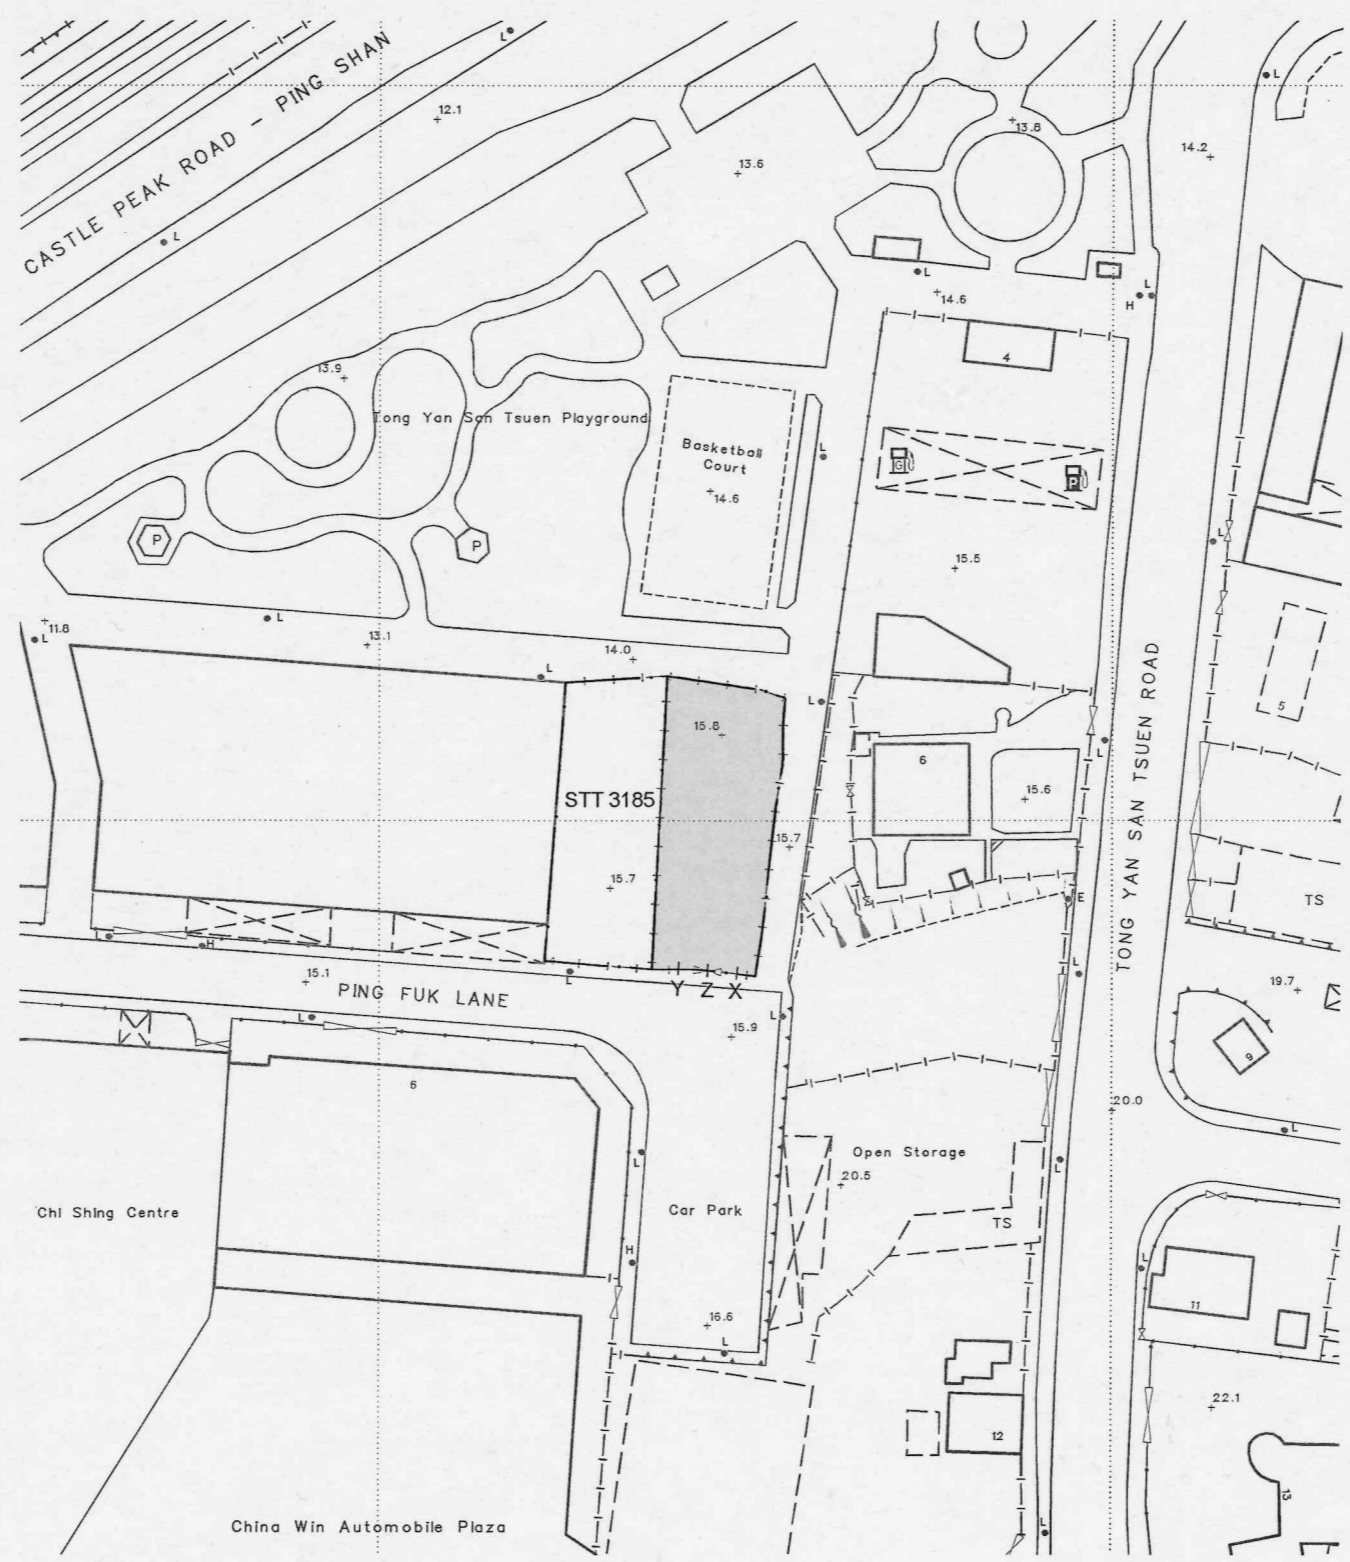 CASTLE PEAK ROAD - PING SHAN
L
12.1
L
13.6
13.8
14.2
L
L
14.6
L
H
4
13.9
Tong Yan San Tsuen Playground
Basketball
Court
14.6
L
G
P
P
P
L
15.5
11.8
L
L
13.1
14.0
L
5
TONG YAN SAN TSUEN ROAD
15.8
L
L
6
15.6
STT 3185
15.7
15.7
TS
E
L
H
15.1
L
PING FUK LANE
Y Z X
L
19.7
L
15.9
L
9
6
20.0
L
L
Open Storage
20.5
L
Chi Shing Centre
Car Park
TS
H
L
11
16.6
L
22.1
12
13
China Win Automobile Plaza
L